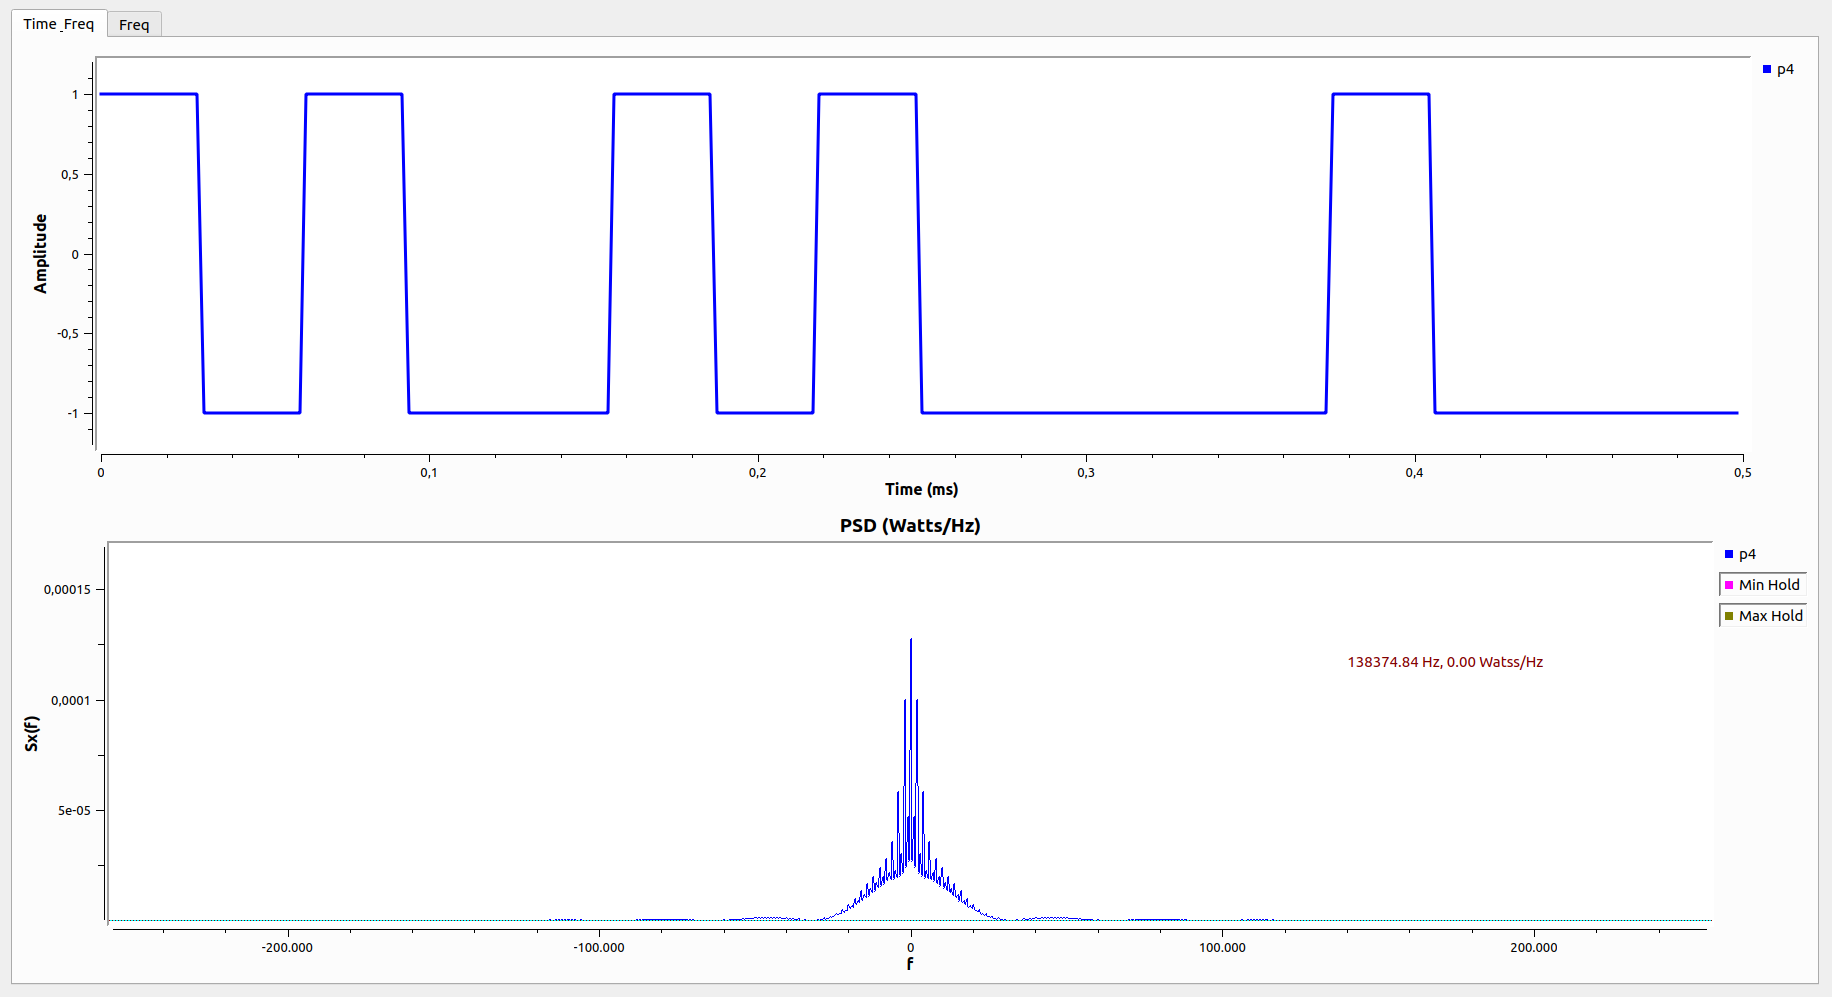 Time_Freq
Freq
p4
1
0,5
0
-0,5
-1
Amplitude
0
0,1
0,2
0,3
0,4
0,5
Time (ms)
PSD (Watts/Hz)
p4
Min Hold
Max Hold
138374.84 Hz, 0.00 Watss/Hz
0,00015
0,0001
5e-05
Sx(f)
-200.000
-100.000
0
100.000
200.000
f